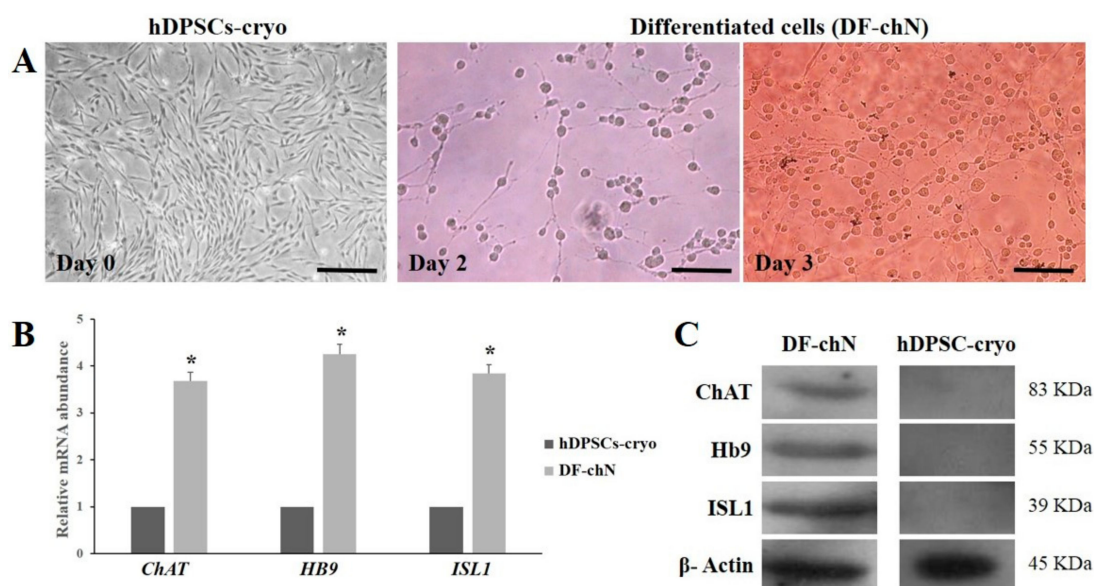 hDPSCs-cryo
Differentiated cells (DF-chN)
A
Day 0
Day 2
Day 3
B
Relative mRNA abundance
5
4
3
2
1
0
*
*
*
ChAT
HB9
ISL1
hDPSCs-cryo
DF-chN
C
DF-chN hDPSC-cryo
ChAT 83 KDa
Hb9 55 KDa
ISL1 39 KDa
β- Actin 45 KDa